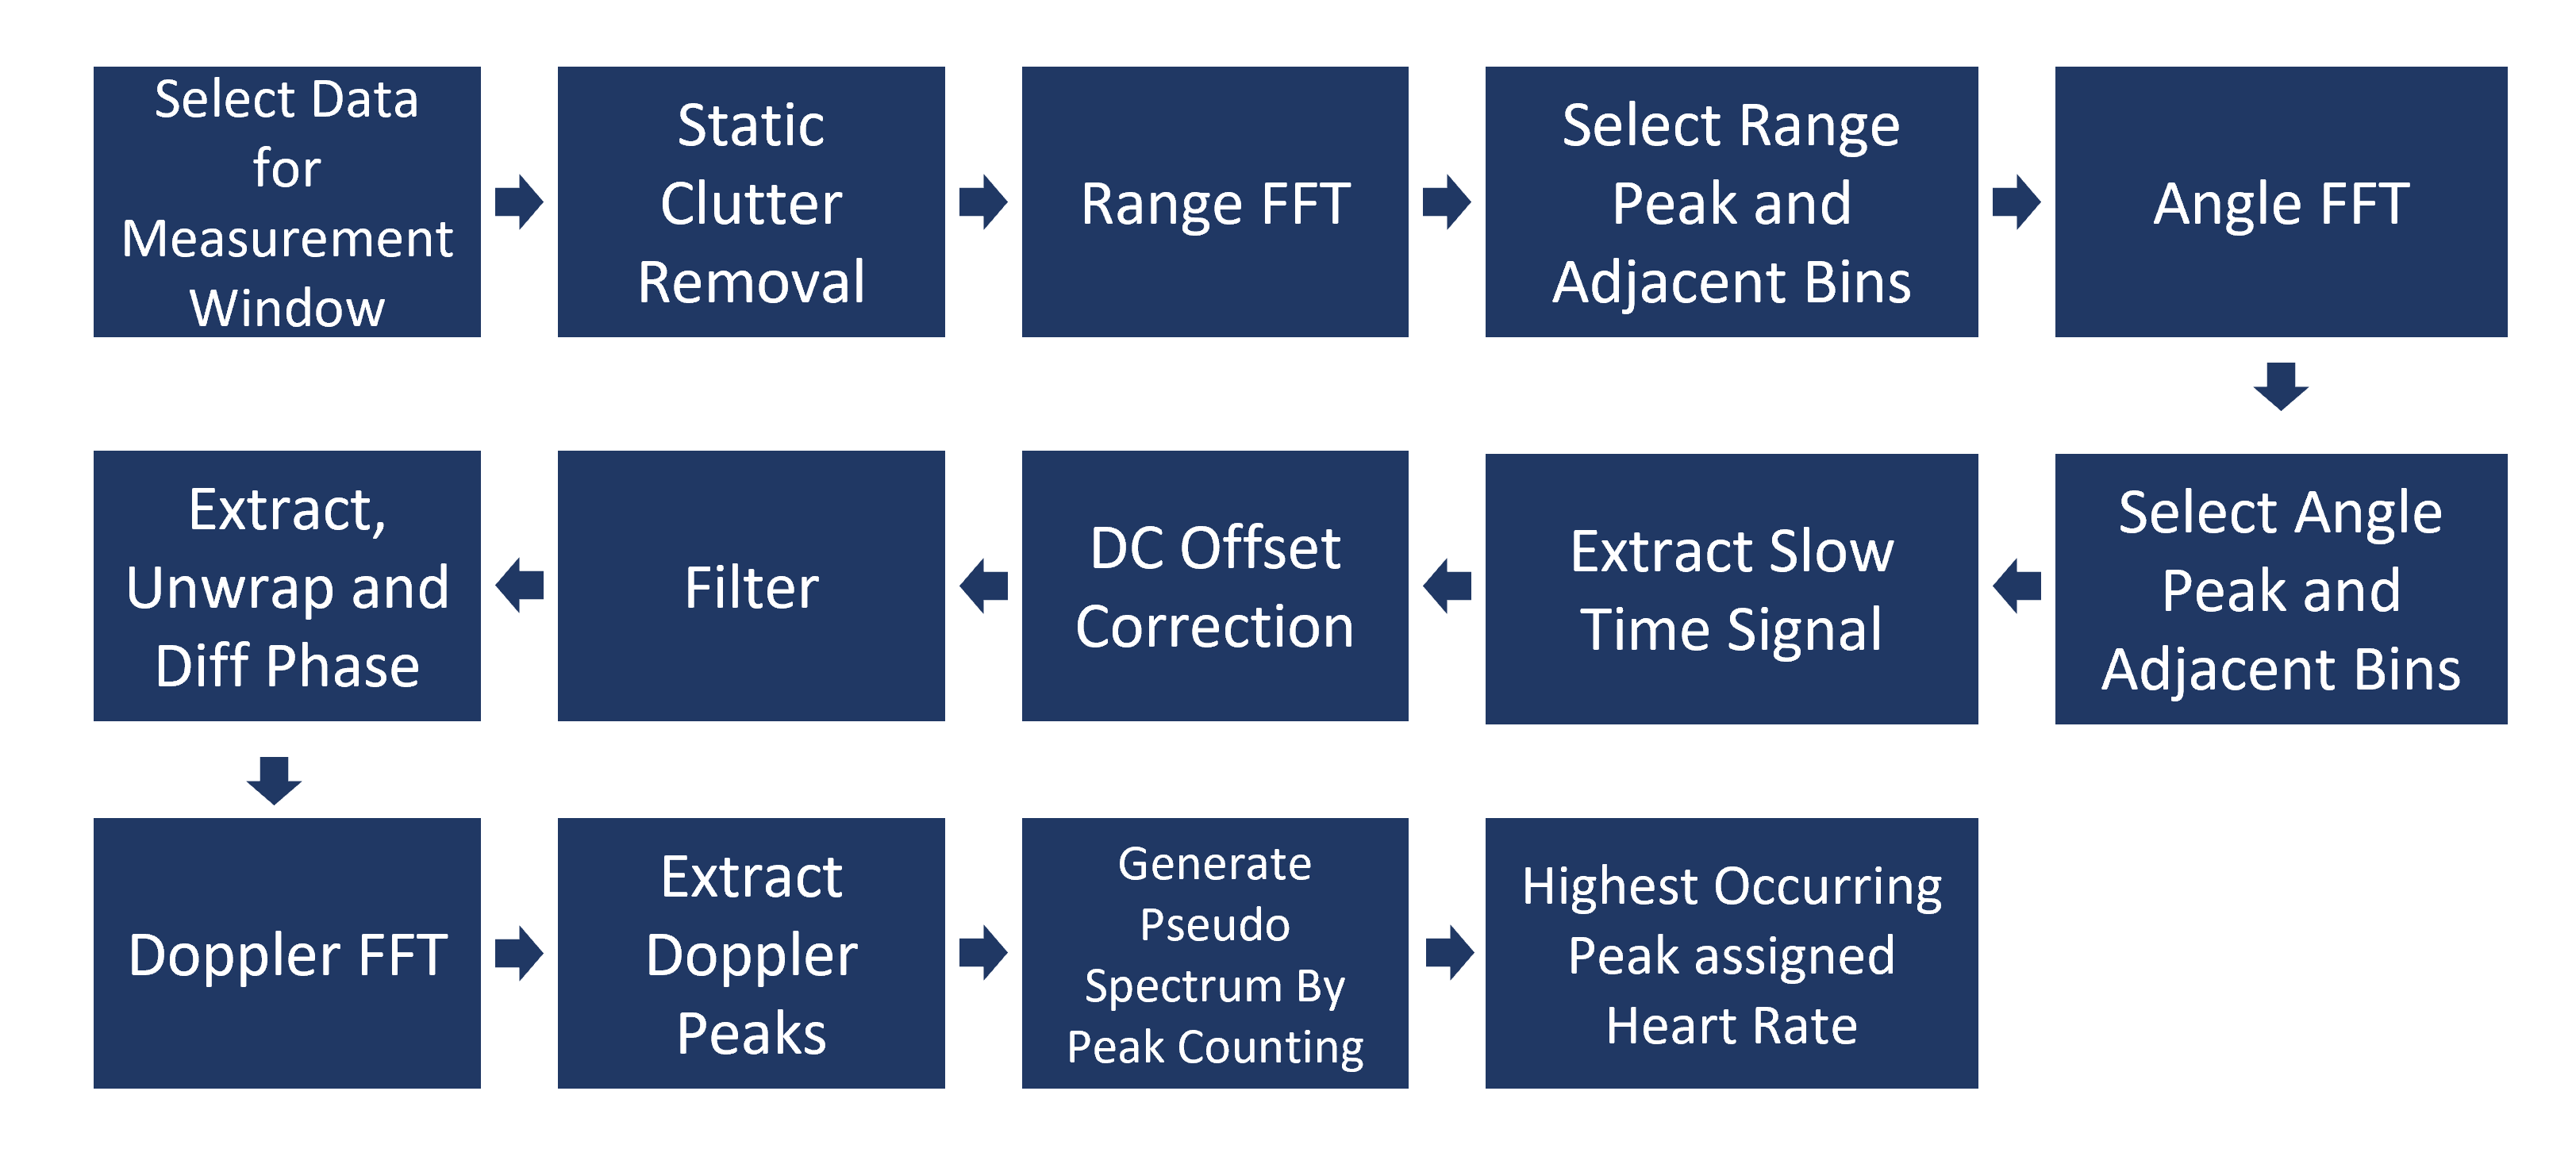 Select Data
for
Measurement
Window
Static
Clutter
Removal
Range FFT
Select Range
Peak and
Adjacent Bins
Angle FFT
Select Angle
Peak and
Adjacent Bins
Extract Slow
Time Signal
DC Offset
Correction
Filter
Extract,
Unwrap and
Diff Phase
Doppler FFT
Extract
Doppler
Peaks
Generate
Pseudo
Spectrum By
Peak Counting
Highest Occurring
Peak assigned
Heart Rate